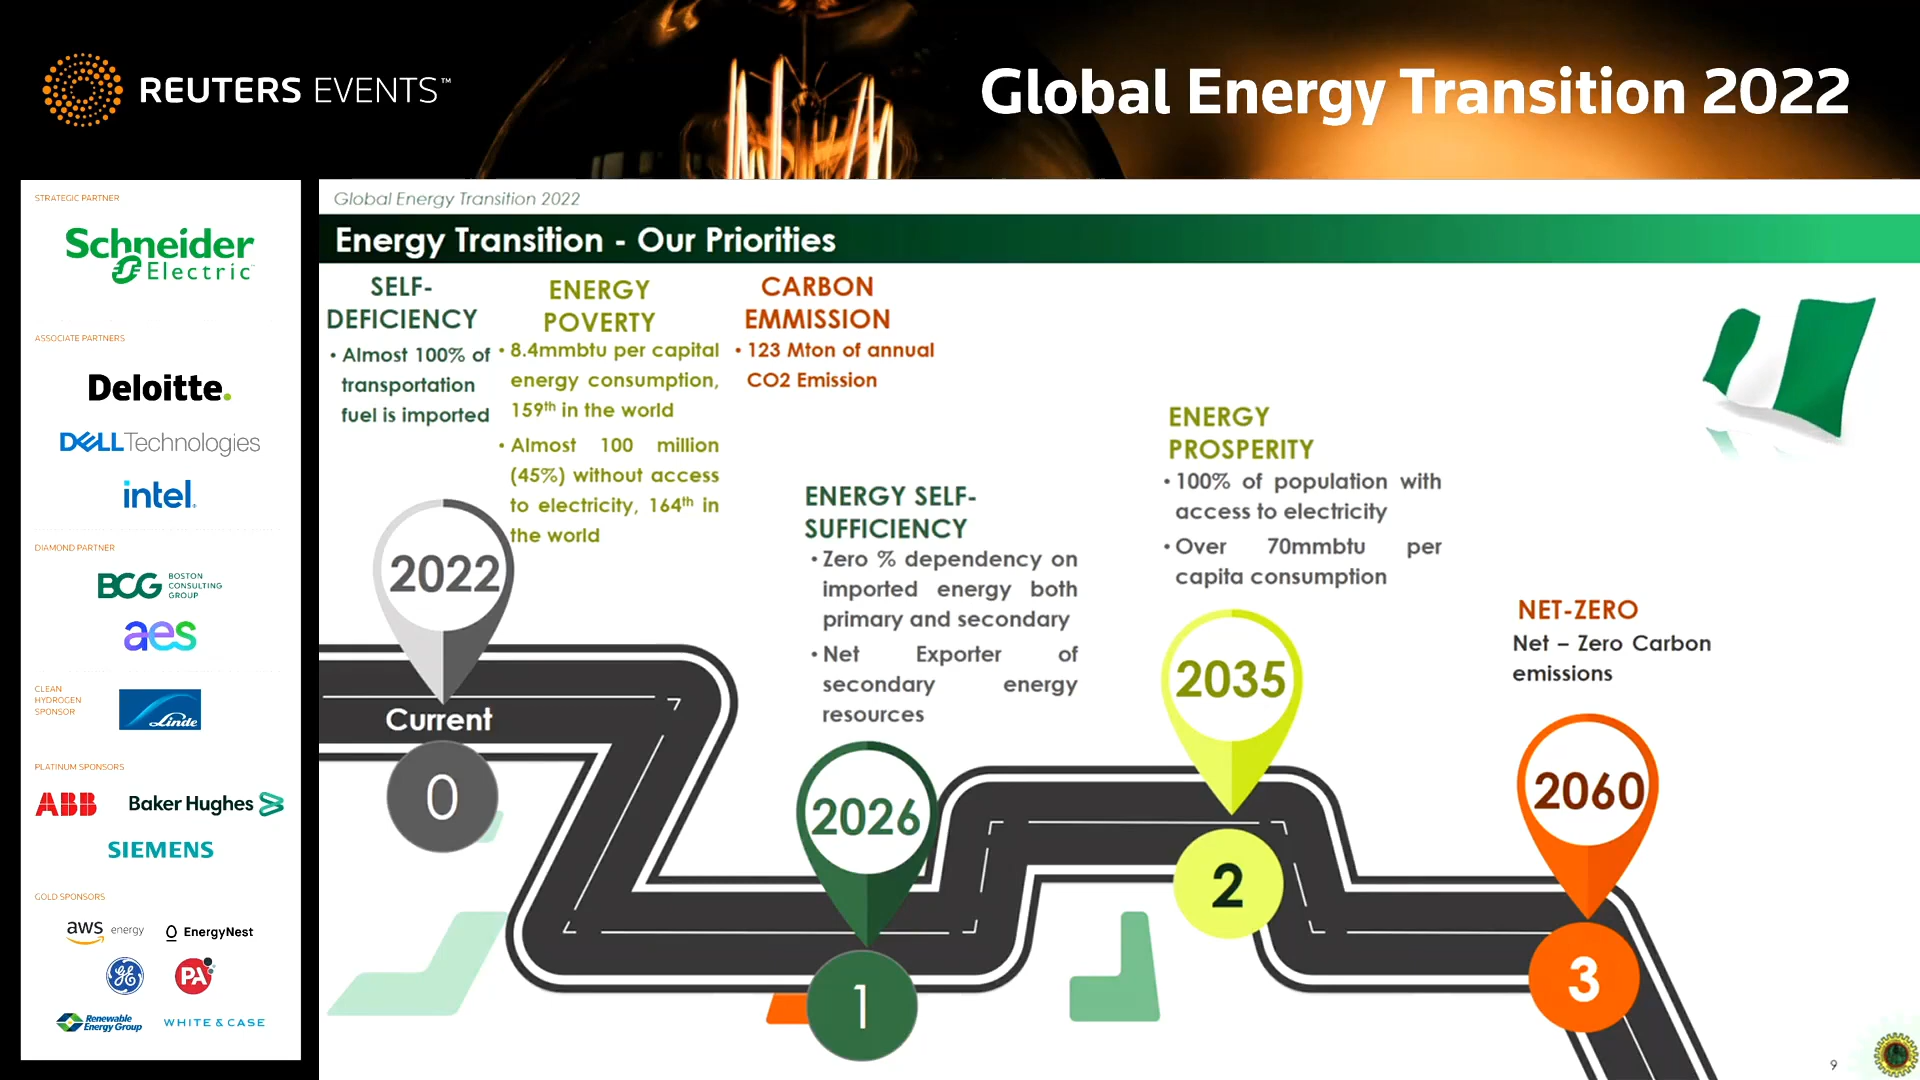 REUTERS EVENTS™
Global Energy Transition 2022
STRATEGIC PARTNER
Schneider
Electric
ASSOCIATE PARTNERS
Deloitte.
DELLTechnologies
intel.
DIAMOND PARTNER
BCG BOSTON
CONSULTING
GROUP
aes
CLEAN
HYDROGEN
SPONSOR
Linde
PLATINUM SPONSORS
ABB Baker Hughes
SIEMENS
GOLD SPONSORS
aws energy EnergyNest
GE PA
Renewable
Energy Group
WHITE & CASE
Global Energy Transition 2022
Energy Transition - Our Priorities
SELF-
DEFICIENCY
• Almost 100% of
transportation
fuel is imported
ENERGY
POVERTY
• 8.4mmbtu per capital
energy consumption,
159th in the world
• Almost 100 million
(45%) without access
to electricity, 164th in
the world
CARBON
EMMISSION
• 123 Mton of annual
CO2 Emission
2022
Current
0
ENERGY SELF-
SUFFICIENCY
• Zero % dependency on
imported energy both
primary and secondary
• Net Exporter of
secondary energy
resources
2026
1
ENERGY
PROSPERITY
• 100% of population with
access to electricity
• Over 70mmbtu per
capita consumption
2035
2
NET-ZERO
Net – Zero Carbon
emissions
2060
3
9